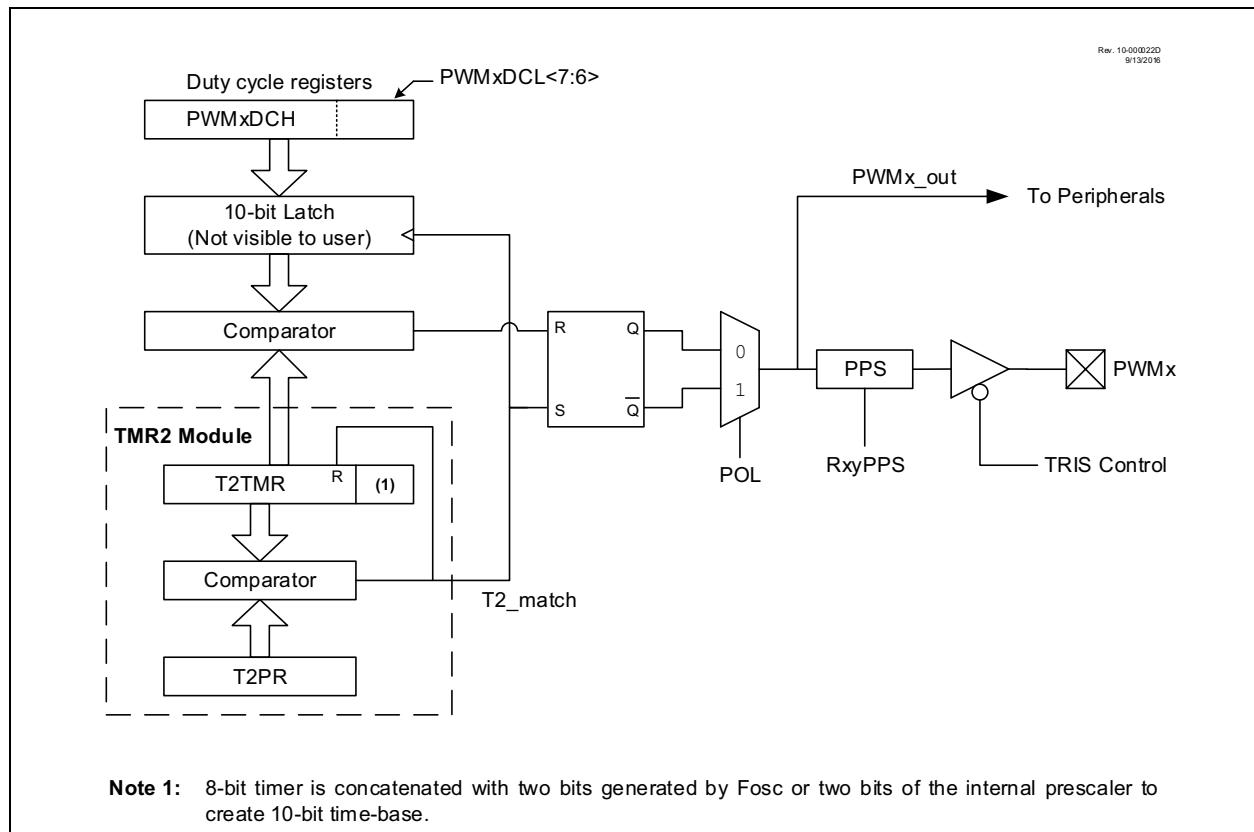 Rev. 10-000022D
9/13/2016
Duty cycle registers
PWMxDCL<7:6>
PWMxDCH
PWMx_out
To Peripherals
10-bit Latch
(Not visible to user)
Comparator
R
Q
S
Q
0
1
PPS
PWMx
TMR2 Module
POL
RxyPPS
TRIS Control
T2TMR
R
(1)
Comparator
T2_match
T2PR
Note 1: 8-bit timer is concatenated with two bits generated by Fosc or two bits of the internal prescaler to
create 10-bit time-base.